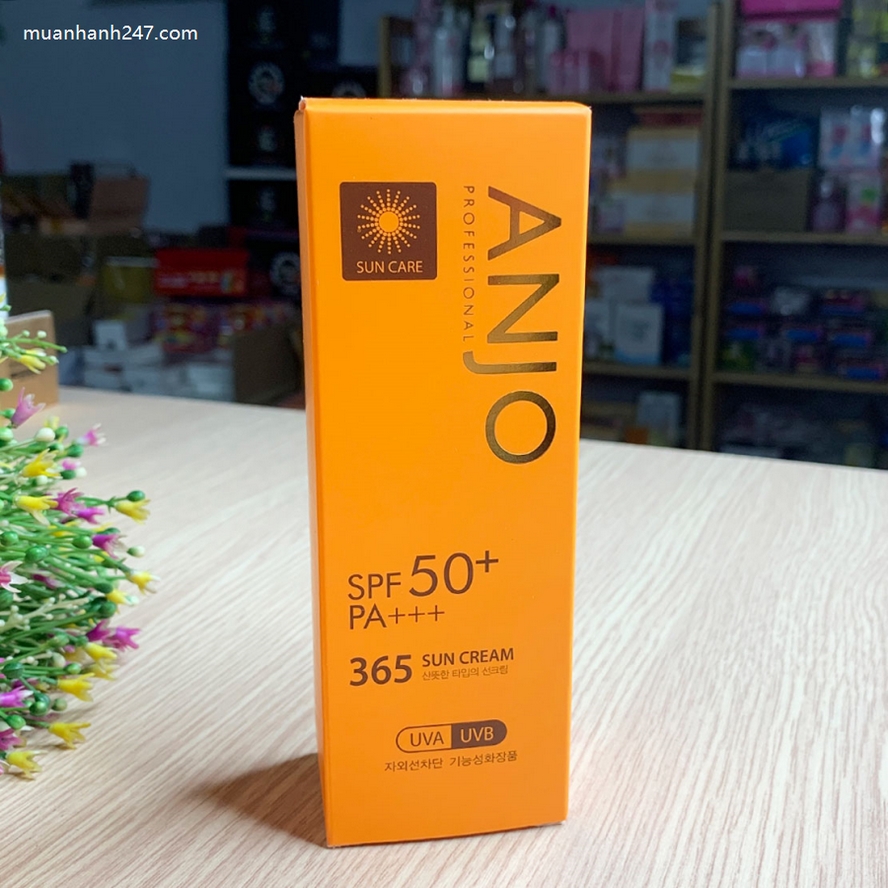 muanhanh247.com
SUN CARE
ANJO
PROFESSIONAL
SPF 50+
PA+++
365 SUN CREAM
산뜻한 타입의 선크림
UVA UVB
자외선차단 기능성화장품